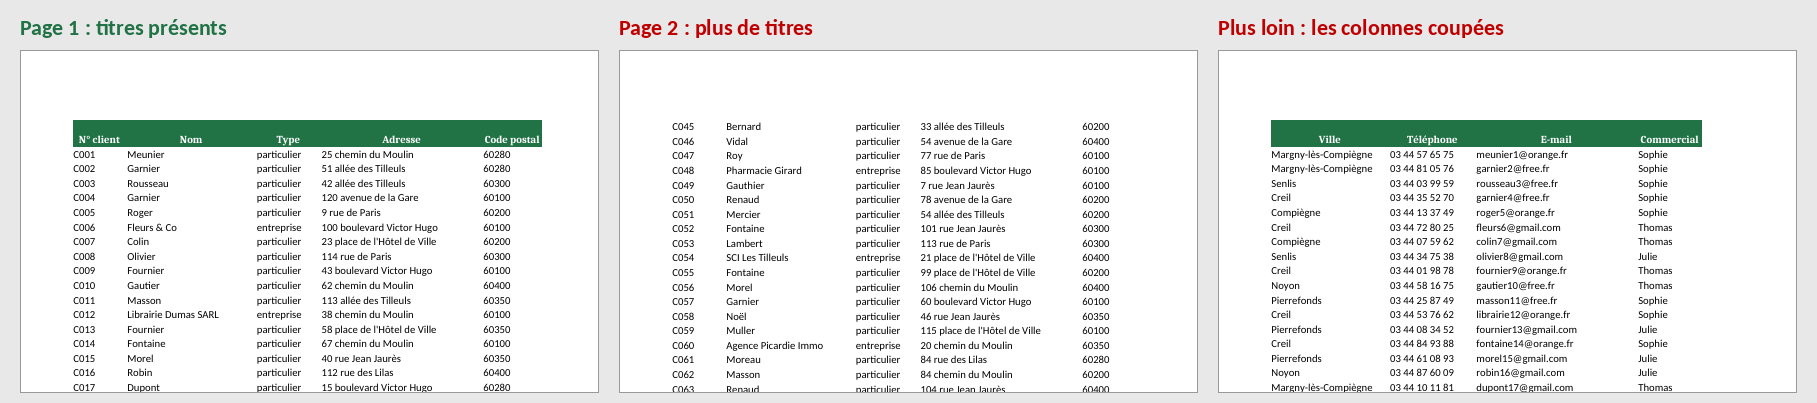 Page 1 : titres présents
N° client Nom Type Adresse Code postal
C001 Meunier particulier 25 chemin du Moulin 60280
C002 Garnier particulier 51 allée des Tilleuls 60280
C003 Rousseau particulier 42 allée des Tilleuls 60300
C004 Garnier particulier 120 avenue de la Gare 60100
C005 Roger particulier 9 rue de Paris 60200
C006 Fleurs & Co entreprise 100 boulevard Victor Hugo 60100
C007 Colin particulier 23 place de l'Hôtel de Ville 60200
C008 Olivier particulier 114 rue de Paris 60300
C009 Fournier particulier 43 boulevard Victor Hugo 60100
C010 Gautier particulier 62 chemin du Moulin 60400
C011 Masson particulier 113 allée des Tilleuls 60350
C012 Librairie Dumas SARL entreprise 38 chemin du Moulin 60100
C013 Fournier particulier 58 place de l'Hôtel de Ville 60350
C014 Fontaine particulier 67 chemin du Moulin 60100
C015 Morel particulier 40 rue Jean Jaurès 60350
C016 Robin particulier 112 rue des Lilas 60400
C017 Dupont particulier 15 boulevard Victor Hugo 60280
Page 2 : plus de titres
C045 Bernard particulier 33 allée des Tilleuls 60200
C046 Vidal particulier 54 avenue de la Gare 60400
C047 Roy particulier 77 rue de Paris 60100
C048 Pharmacie Girard entreprise 85 boulevard Victor Hugo 60100
C049 Gauthier particulier 7 rue Jean Jaurès 60100
C050 Renaud particulier 78 avenue de la Gare 60200
C051 Mercier particulier 54 allée des Tilleuls 60200
C052 Fontaine particulier 101 rue Jean Jaurès 60300
C053 Lambert particulier 113 rue de Paris 60300
C054 SCI Les Tilleuls entreprise 21 place de l'Hôtel de Ville 60400
C055 Fontaine particulier 99 place de l'Hôtel de Ville 60200
C056 Morel particulier 106 chemin du Moulin 60400
C057 Garnier particulier 60 boulevard Victor Hugo 60100
C058 Noël particulier 46 rue Jean Jaurès 60350
C059 Muller particulier 115 place de l'Hôtel de Ville 60100
C060 Agence Picardie Immo entreprise 20 chemin du Moulin 60350
C061 Moreau particulier 84 rue des Lilas 60280
C062 Masson particulier 84 chemin du Moulin 60200
C063 Renaud particulier 104 rue Jean Jaurès 60400
Plus loin : les colonnes coupées
Ville Téléphone E-mail Commercial
Margny-lès-Compiègne 03 44 57 65 75 meunier1@orange.fr Sophie
Margny-lès-Compiègne 03 44 81 05 76 garnier2@free.fr Sophie
Senlis 03 44 03 99 59 rousseau3@free.fr Sophie
Creil 03 44 35 52 70 garnier4@free.fr Sophie
Compiègne 03 44 13 37 49 roger5@orange.fr Sophie
Creil 03 44 72 80 25 fleurs6@gmail.com Thomas
Compiègne 03 44 07 59 62 colin7@gmail.com Thomas
Senlis 03 44 34 75 38 olivier8@gmail.com Julie
Creil 03 44 01 98 78 fournier9@orange.fr Thomas
Noyon 03 44 58 16 75 gautier10@free.fr Thomas
Pierrefonds 03 44 25 87 49 masson11@free.fr Sophie
Creil 03 44 53 76 62 librairie12@orange.fr Sophie
Pierrefonds 03 44 08 34 52 fournier13@gmail.com Julie
Creil 03 44 84 93 88 fontaine14@orange.fr Sophie
Pierrefonds 03 44 61 08 93 morel15@gmail.com Julie
Noyon 03 44 87 60 09 robin16@gmail.com Julie
Margny-lès-Compiègne 03 44 10 11 81 dupont17@gmail.com Thomas